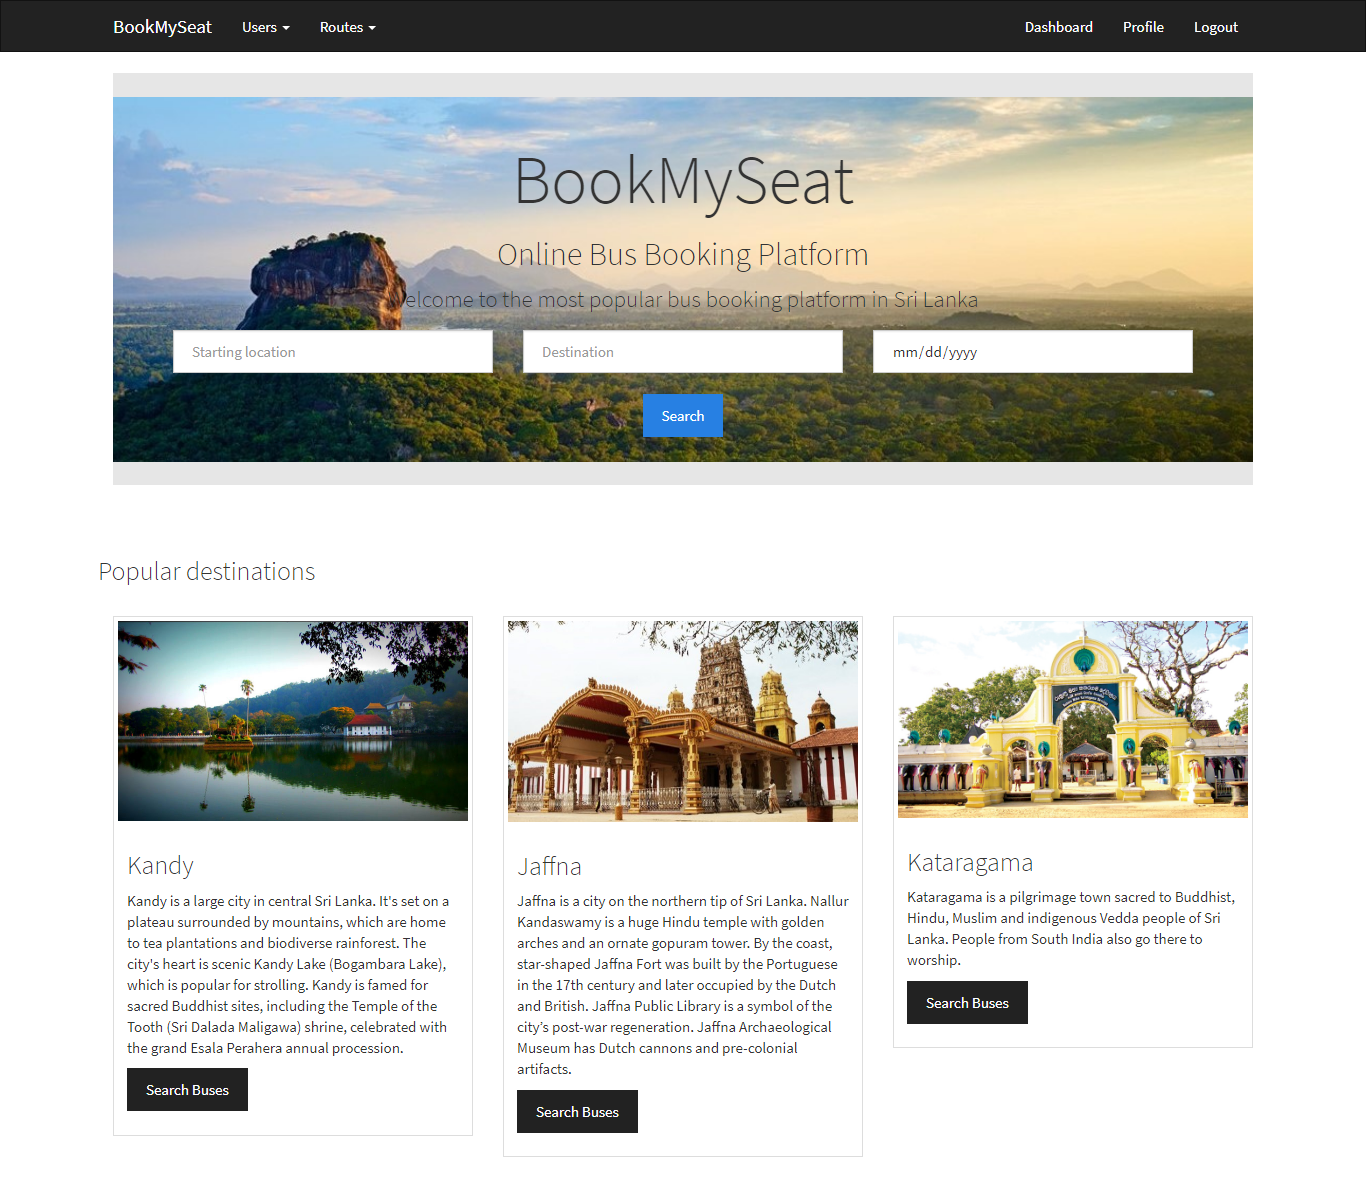 BookMySeat Users Routes Dashboard Profile Logout
BookMySeat
Online Bus Booking Platform
elcome to the most popular bus booking platform in Sri Lanka
Starting location Destination mm/dd/yyyy
Search
Popular destinations
Kandy
Kandy is a large city in central Sri Lanka. It's set on a
plateau surrounded by mountains, which are home
to tea plantations and biodiverse rainforest. The
city's heart is scenic Kandy Lake (Bogambara Lake),
which is popular for strolling. Kandy is famed for
sacred Buddhist sites, including the Temple of the
Tooth (Sri Dalada Maligawa) shrine, celebrated with
the grand Esala Perahera annual procession.
Search Buses
Jaffna
Jaffna is a city on the northern tip of Sri Lanka. Nallur
Kandaswamy is a huge Hindu temple with golden
arches and an ornate gopuram tower. By the coast,
star-shaped Jaffna Fort was built by the Portuguese
in the 17th century and later occupied by the Dutch
and British. Jaffna Public Library is a symbol of the
city’s post-war regeneration. Jaffna Archaeological
Museum has Dutch cannons and pre-colonial
artifacts.
Search Buses
Kataragama
Kataragama is a pilgrimage town sacred to Buddhist,
Hindu, Muslim and indigenous Vedda people of Sri
Lanka. People from South India also go there to
worship.
Search Buses